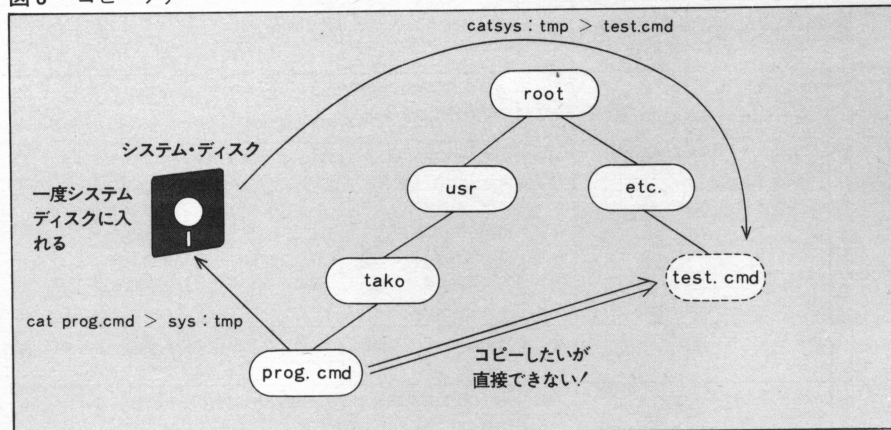 catsys：tmp > test.cmd
root
システム・ディスク
一度システム
ディスクに入
れる
usr
etc.
tako
test. cmd
cat prog.cmd > sys：tmp
prog. cmd
コピーしたいが
直接できない!